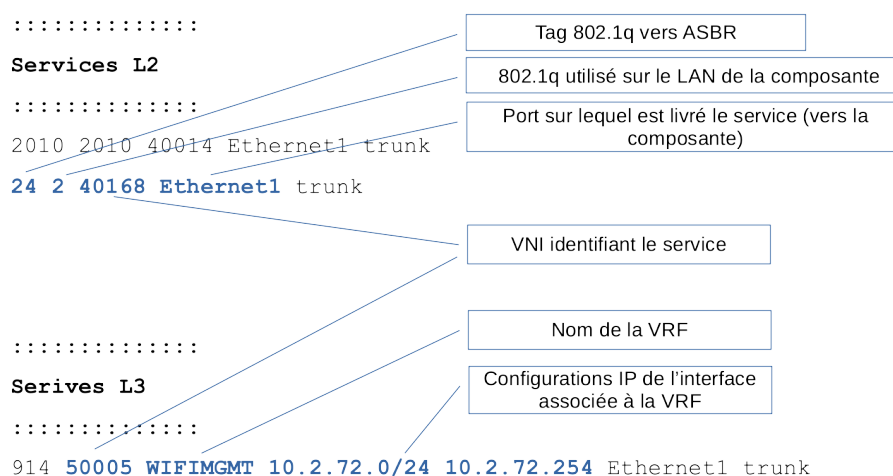 ::::::::::::::
Tag 802.1q vers ASBR
Services L2
802.1q utilisé sur le LAN de la composante
::::::::::::::
Port sur lequel est livré le service (vers la
composante)
2010 2010 40014 Ethernet1 trunk
24 2 40168 Ethernet1 trunk
VNI identifiant le service
Nom de la VRF
::::::::::::::
Serives L3
Configurations IP de l'interface
associée à la VRF
::::::::::::::
914 50005 WIFIMGMT 10.2.72.0/24 10.2.72.254 Ethernet1 trunk